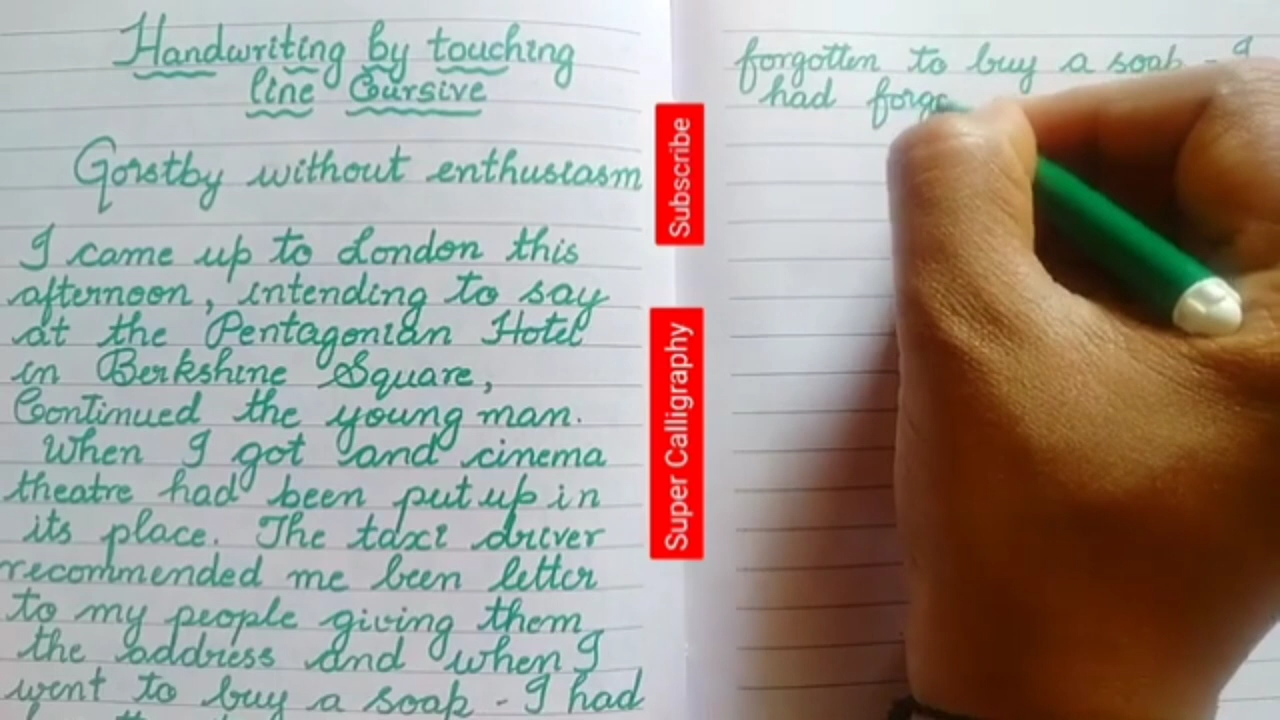 Handwriting by touching
line Coursive
Gorstby without enthusiasm
I came up to London this
afternoon, intending to say
at the Pentagonian Hotel
in Berkshine Square,
Continued the young man.
When I got and cinema
theatre had been put up in
its place. The taxi driver
recommended me been letter
to my people giving them
the address and when I
went to buy a soap - I had
forgotten to buy a soap - I
had forgo
Subscribe
Super Calligraphy